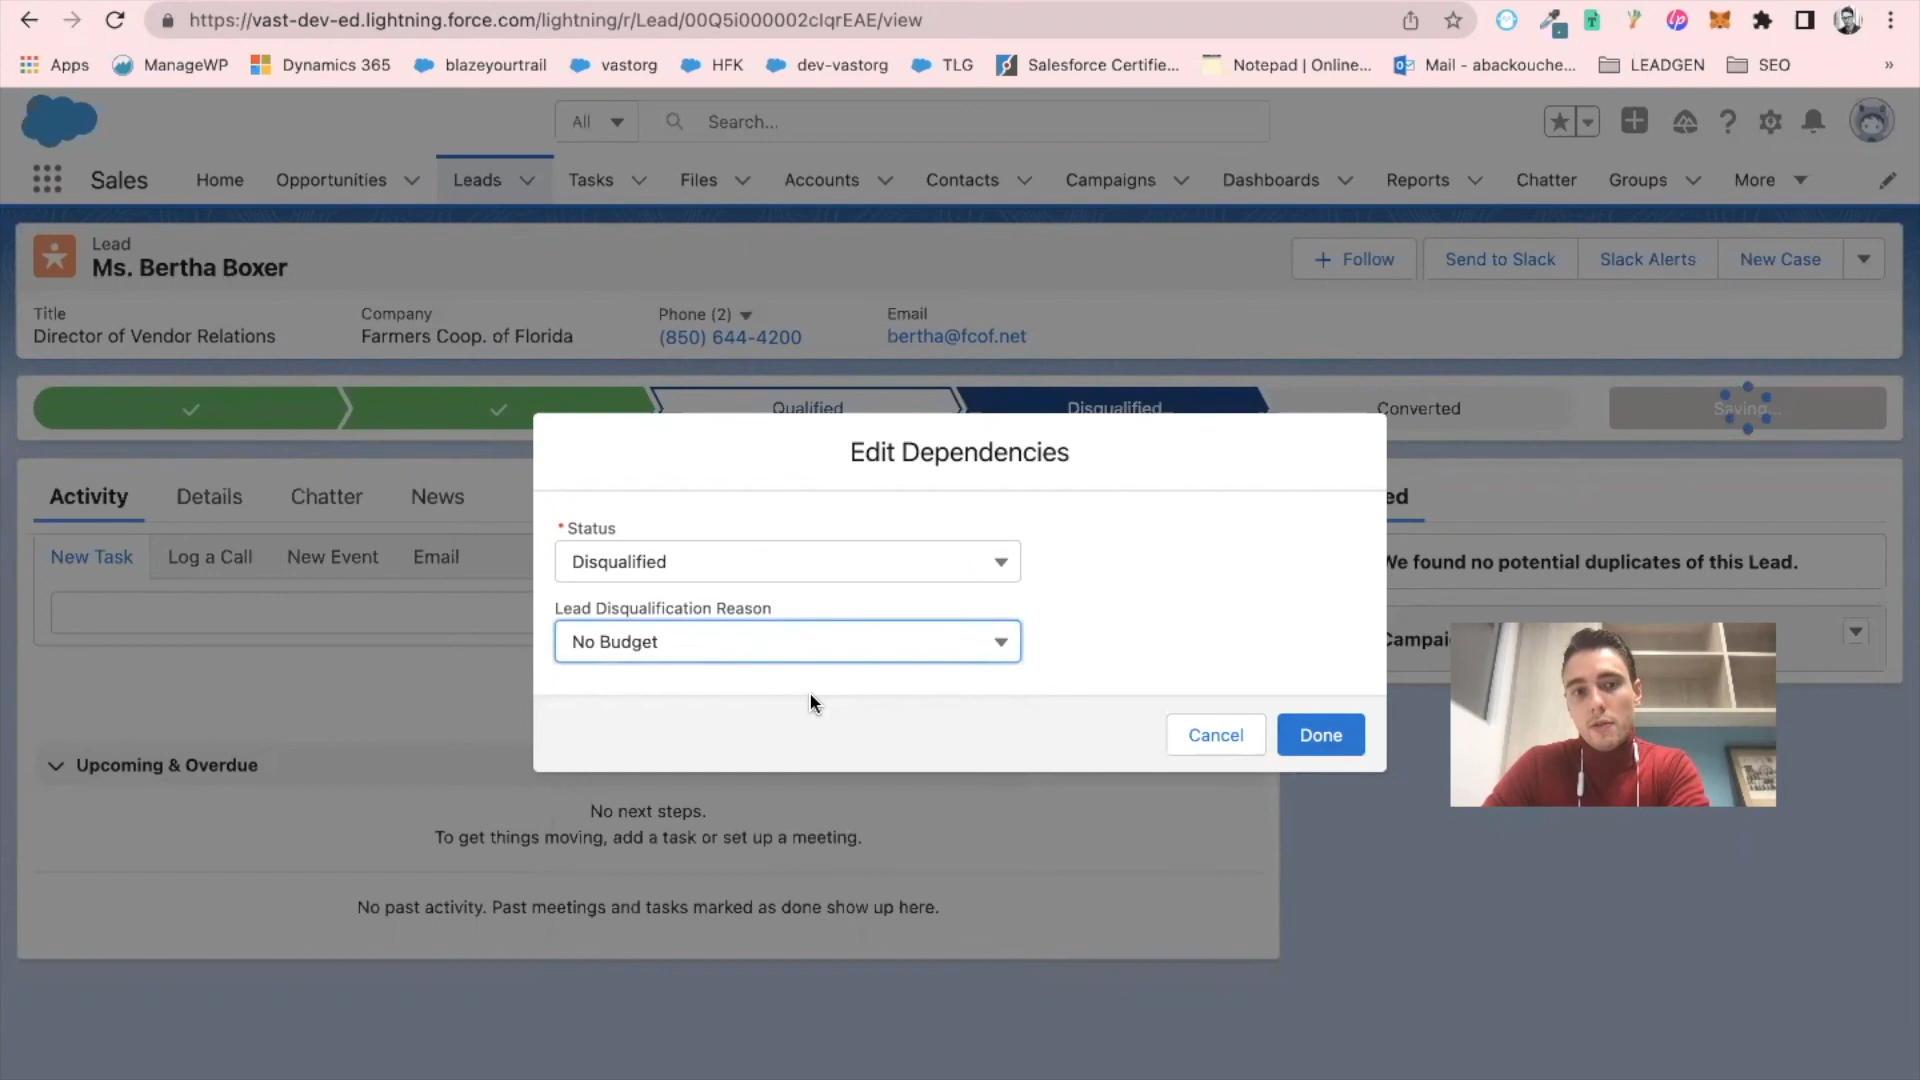 https://vast-dev-ed.lightning.force.com/lightning/r/Lead/00Q5i000002cIqrEAE/view
Apps ManageWP Dynamics 365 blazeyourtrail vastorg HFK dev-vastorg TLG Salesforce Certifie... Notepad | Online... Mail - abackouche... LEADGEN SEO »
All Search...
Sales Home Opportunities Leads Tasks Files Accounts Contacts Campaigns Dashboards Reports Chatter Groups More
Lead
Ms. Bertha Boxer
+ Follow Send to Slack Slack Alerts New Case
Title Company Phone (2) Email
Director of Vendor Relations Farmers Coop. of Florida (850) 644-4200 bertha@fcof.net
Qualified Disqualified Converted Saving...
Edit Dependencies
Activity Details Chatter News ed
* Status
New Task Log a Call New Event Email Disqualified We found no potential duplicates of this Lead.
Lead Disqualification Reason
No Budget Campai
Cancel Done
Upcoming & Overdue
No next steps.
To get things moving, add a task or set up a meeting.
No past activity. Past meetings and tasks marked as done show up here.